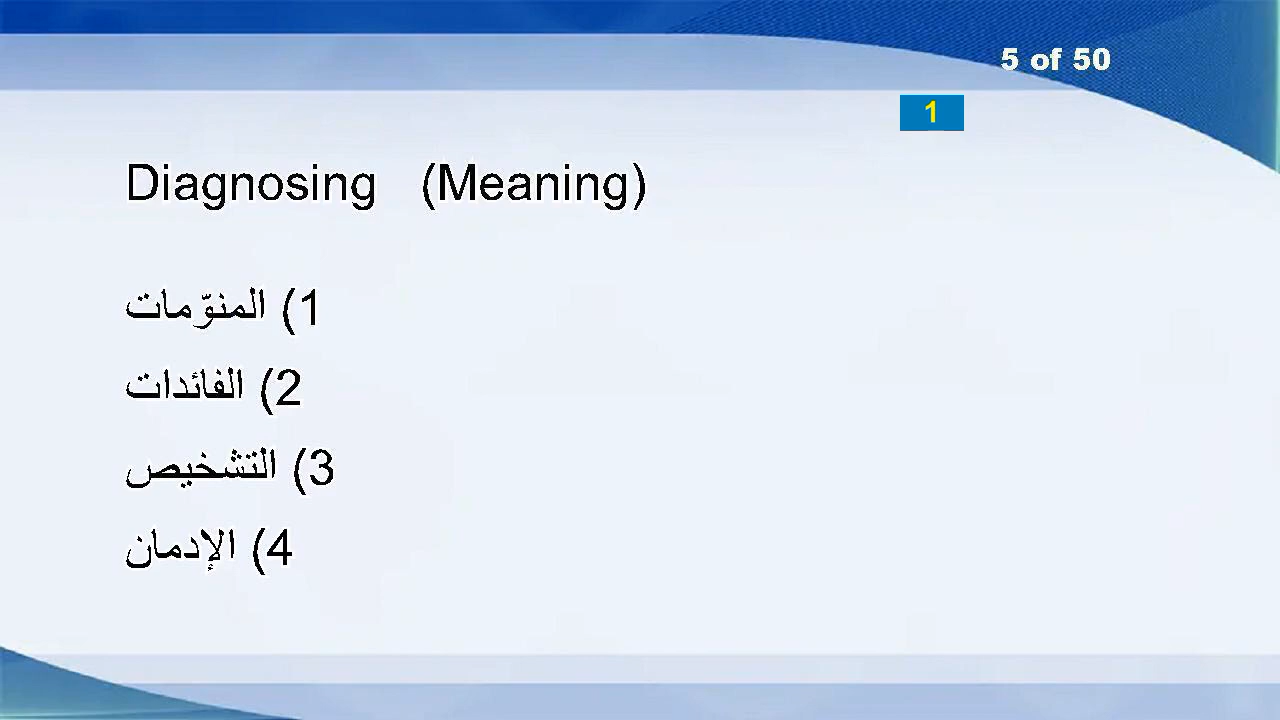 5 of 50
1
Diagnosing (Meaning)
1) المنوّمات
2) الفائدات
3) التشخيص
4) الإدمان